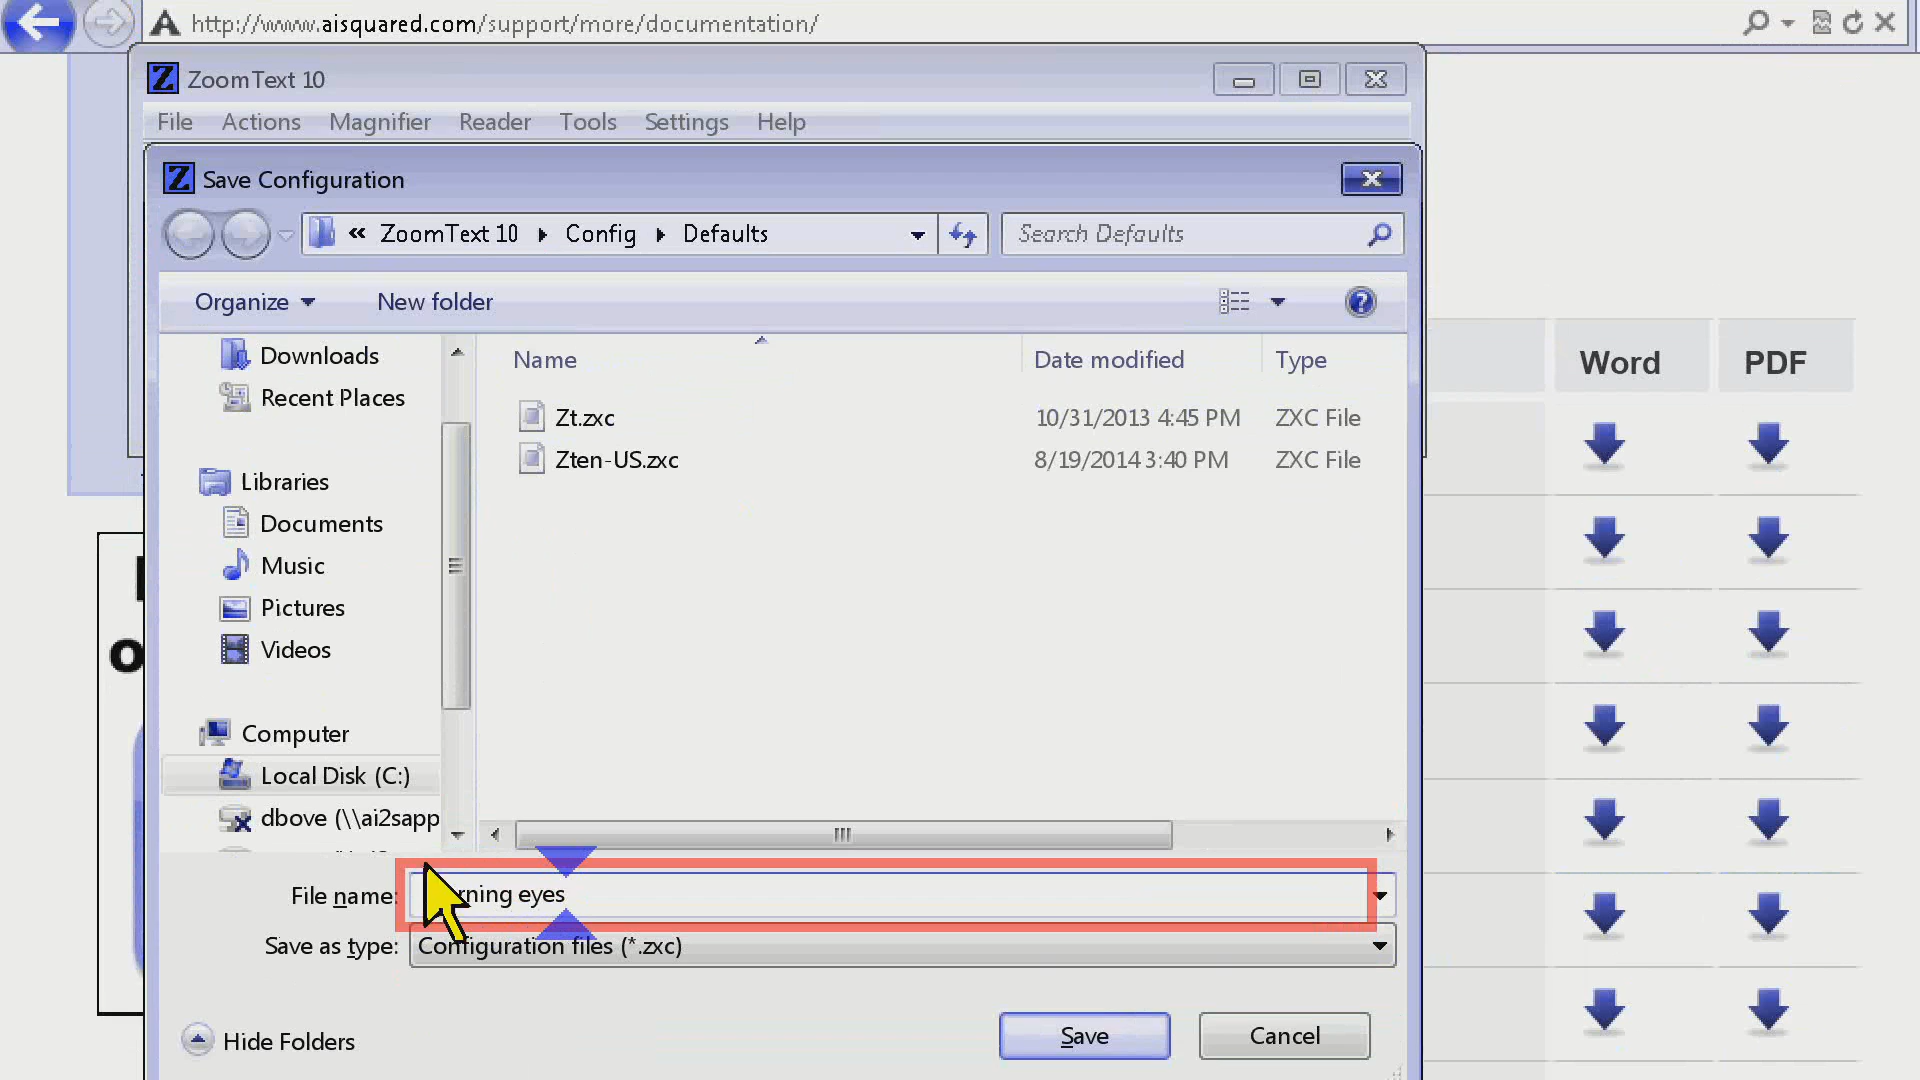 http://www.aisquared.com/support/more/documentation/
ZoomText 10
File Actions Magnifier Reader Tools Settings Help
Save Configuration
« ZoomText 10 Config Defaults
Search Defaults
Organize New folder
Downloads
Recent Places
Libraries
Documents
Music
Pictures
Videos
Computer
Local Disk (C:)
dbove (\\ai2sapp
Name Date modified Type
Zt.zxc 10/31/2013 4:45 PM ZXC File
Zten-US.zxc 8/19/2014 3:40 PM ZXC File
File name: rning eyes
Save as type: Configuration files (*.zxc)
Hide Folders
Save Cancel
Word PDF